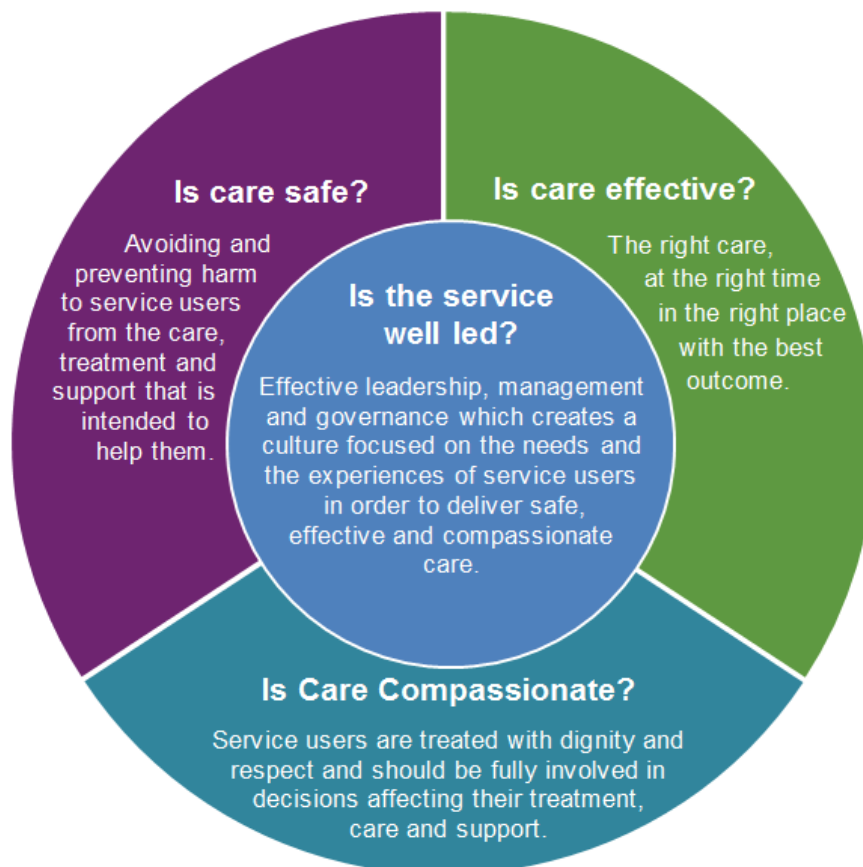 Is care safe?
Avoiding and
preventing harm
to service users
from the care,
treatment and
support that is
intended to
help them.
Is care effective?
The right care,
at the right time
in the right place
with the best
outcome.
Is the service
well led?
Effective leadership, management
and governance which creates a
culture focused on the needs and
the experiences of service users
in order to deliver safe,
effective and compassionate
care.
Is Care Compassionate?
Service users are treated with dignity and
respect and should be fully involved in
decisions affecting their treatment,
care and support.